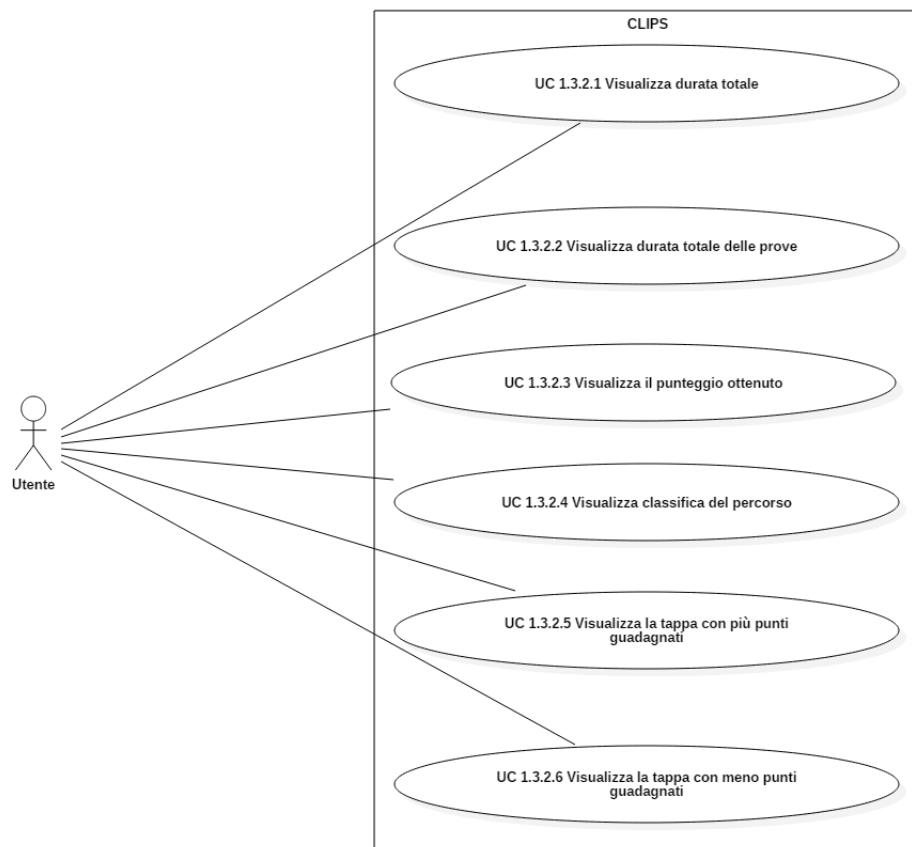 CLIPS
UC 1.3.2.1 Visualizza durata totale
UC 1.3.2.2 Visualizza durata totale delle prove
UC 1.3.2.3 Visualizza il punteggio ottenuto
Utente
UC 1.3.2.4 Visualizza classifica del percorso
UC 1.3.2.5 Visualizza la tappa con più punti
guadagnati
UC 1.3.2.6 Visualizza la tappa con meno punti
guadagnati